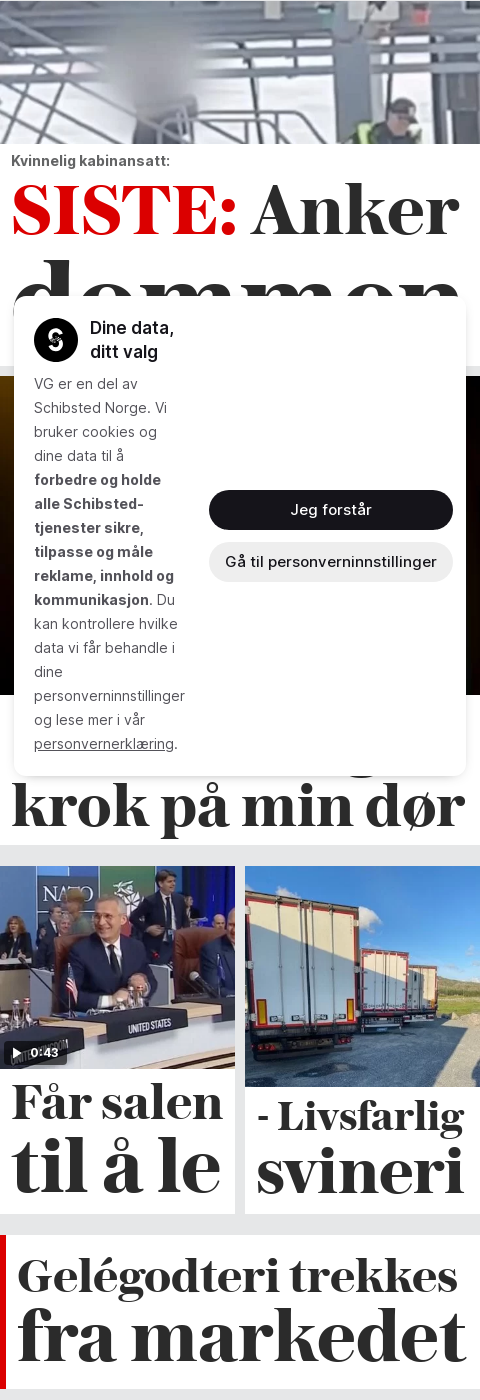 Kvinnelig kabinansatt:
SISTE: Anker
dommen
Dine data,
ditt valg
VG er en del av
Schibsted Norge. Vi
bruker cookies og
dine data til å
forbedre og holde
alle Schibsted-
tjenester sikre,
tilpasse og måle
reklame, innhold og
kommunikasjon. Du
kan kontrollere hvilke
data vi får behandle i
dine
personverninnstillinger
og lese mer i vår
personvernerklæring.
Jeg forstår
Gå til personverninnstillinger
krok på min dør
NATO
UNITED STATES
UNITED KINGDOM
0:43
Får salen
til å le
- Livsfarlig
svineri
Gelégodteri trekkes
fra markedet